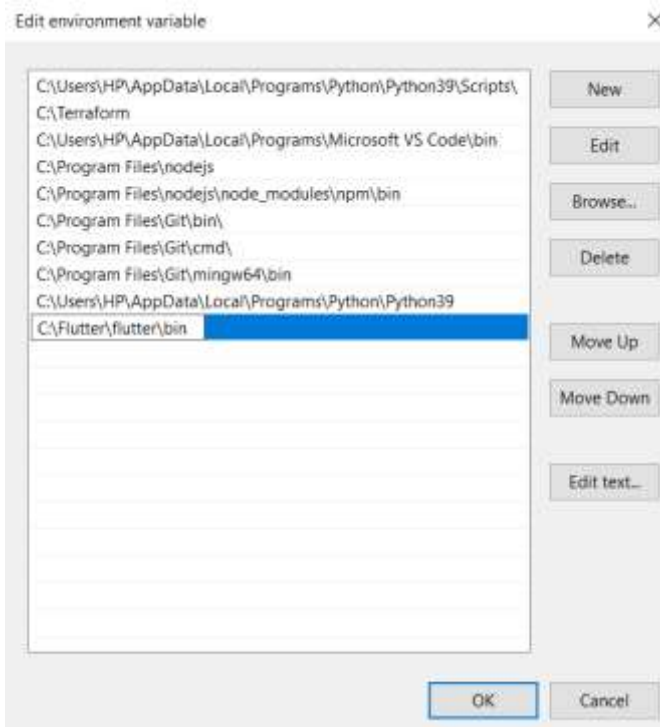 Edit environment variable
C:\Users\HP\AppData\Local\Programs\Python\Python39\Scripts\
C:\Terraform
C:\Users\HP\AppData\Local\Programs\Microsoft VS Code\bin
C:\Program Files\nodejs
C:\Program Files\nodejs\node_modules\npm\bin
C:\Program Files\Git\bin\
C:\Program Files\Git\cmd\
C:\Program Files\Git\mingw64\bin
C:\Users\HP\AppData\Local\Programs\Python\Python39
C:\Flutter\flutter\bin
New
Edit
Browse...
Delete
Move Up
Move Down
Edit text...
OK
Cancel